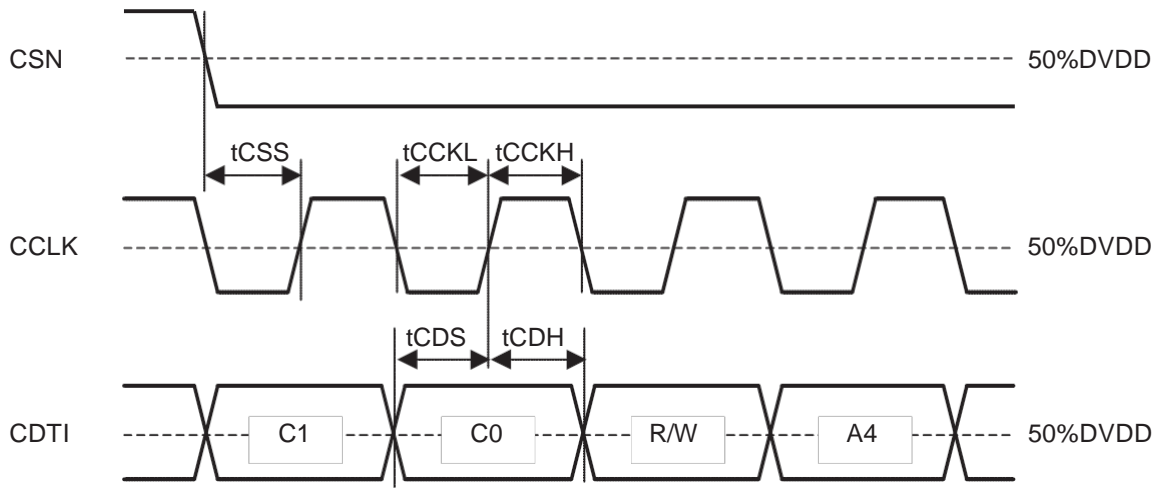 CSN 50%DVDD
tCSS tCCKL tCCKH
CCLK 50%DVDD
tCDS tCDH
CDTI C1 C0 R/W A4 50%DVDD